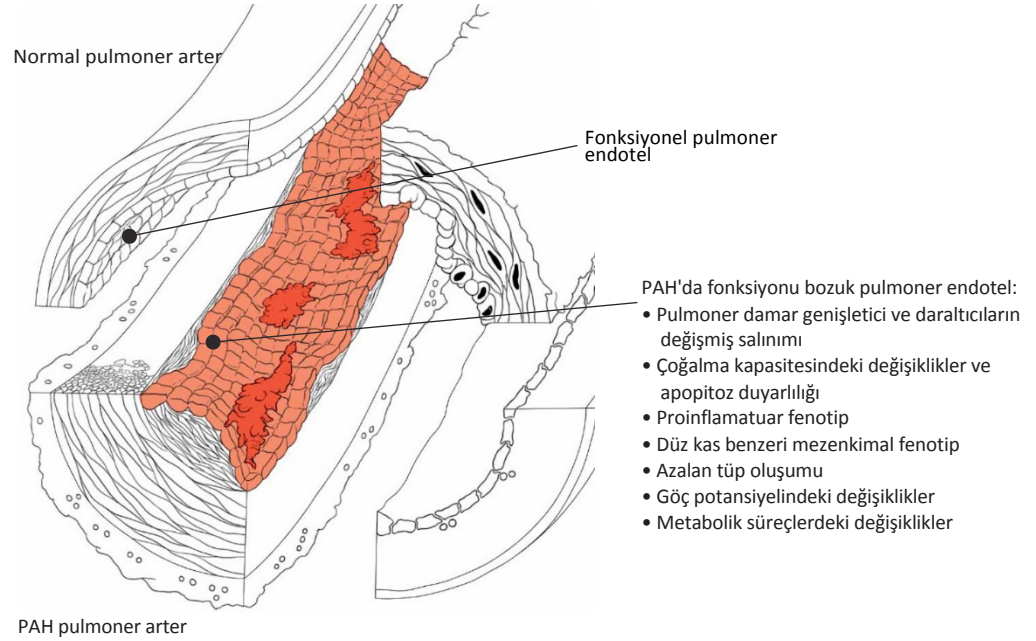 Normal pulmoner arter
Fonksiyonel pulmoner
endotel
PAH'da fonksiyonu bozuk pulmoner endotel:
• Pulmoner damar genişletici ve daraltıcıların
değişmiş salınımı
• Çoğalma kapasitesindeki değişiklikler ve
apopitoz duyarlılığı
• Proinflamatuar fenotip
• Düz kas benzeri mezenkimal fenotip
• Azalan tüp oluşumu
• Göç potansiyelindeki değişiklikler
• Metabolik süreçlerdeki değişiklikler
PAH pulmoner arter